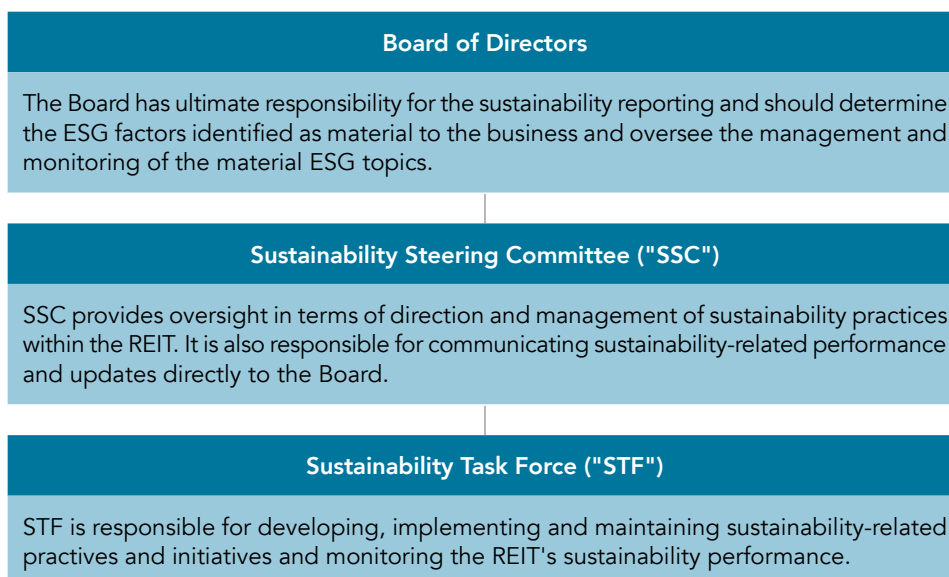 Board of Directors
The Board has ultimate responsibility for the sustainability reporting and should determine
the ESG factors identified as material to the business and oversee the management and
monitoring of the material ESG topics.
Sustainability Steering Committee ("SSC")
SSC provides oversight in terms of direction and management of sustainability practices
within the REIT. It is also responsible for communicating sustainability-related performance
and updates directly to the Board.
Sustainability Task Force ("STF")
STF is responsible for developing, implementing and maintaining sustainability-related
practives and initiatives and monitoring the REIT's sustainability performance.